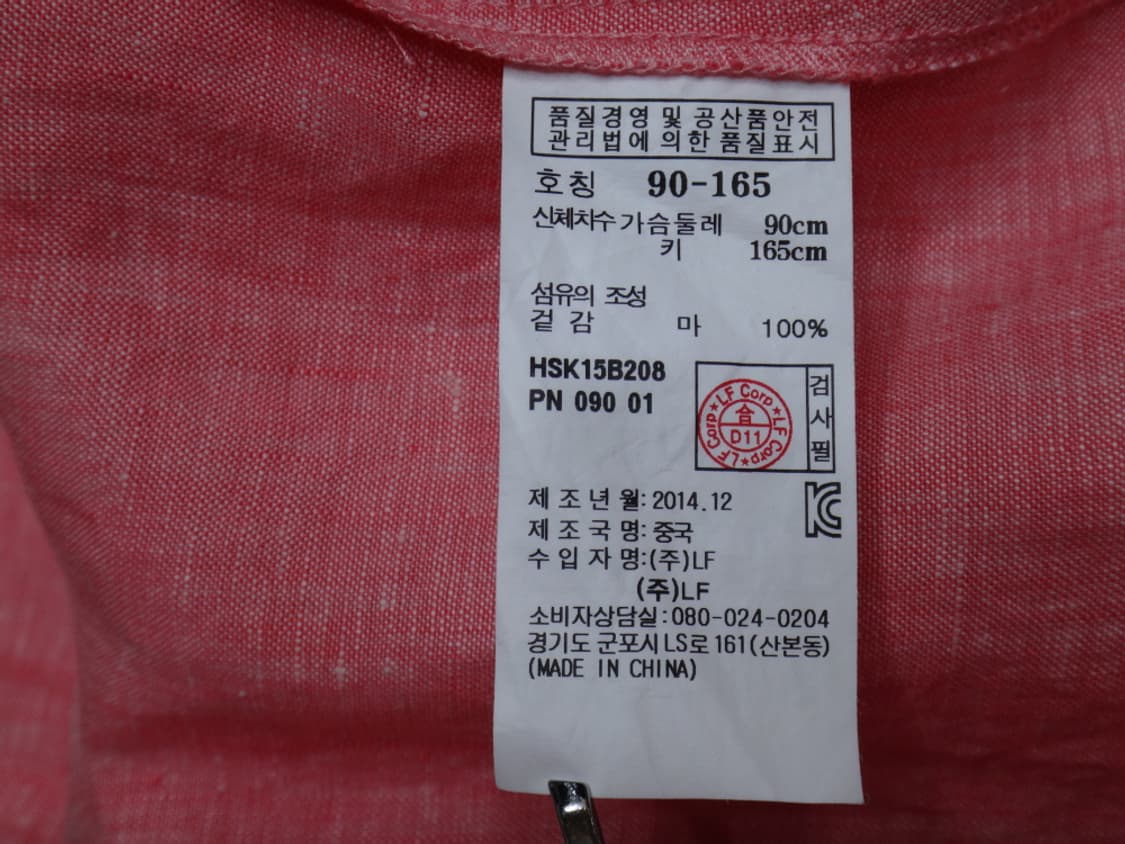 품질경영 및 공산품안전
관리법에 의한 품질표시
호칭 90-165
신체치수 가슴둘레 90cm
키 165cm
섬유의 조성
겉감 마 100%
HSK15B208
PN 090 01
LF Corp★LF Corp★LF Corp★
合
D11
검사필
KC
제조년월: 2014.12
제조국명: 중국
수입자명:(주)LF
(주)LF
소비자상담실:080-024-0204
경기도 군포시 LS로 161(산본동)
(MADE IN CHINA)